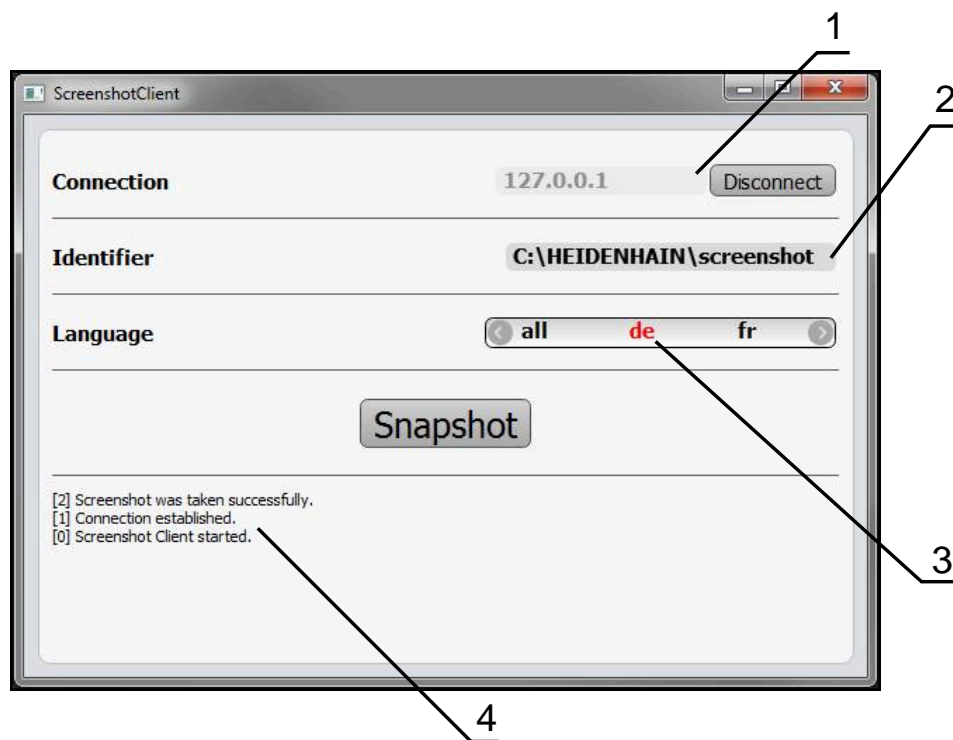 1
ScreenshotClient
2
Connection 127.0.0.1 Disconnect
Identifier C:\HEIDENHAIN\screenshot
Language all de fr
Snapshot
[2] Screenshot was taken successfully.
[1] Connection established.
[0] Screenshot Client started.
3
4